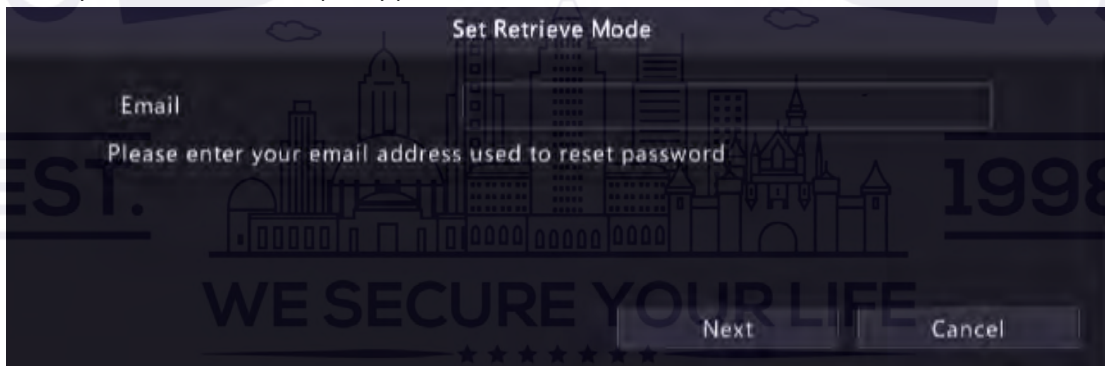 Set Retrieve Mode
Email
Please enter your email address used to reset password
EST. 1998
WE SECURE YOUR LIFE
Next Cancel